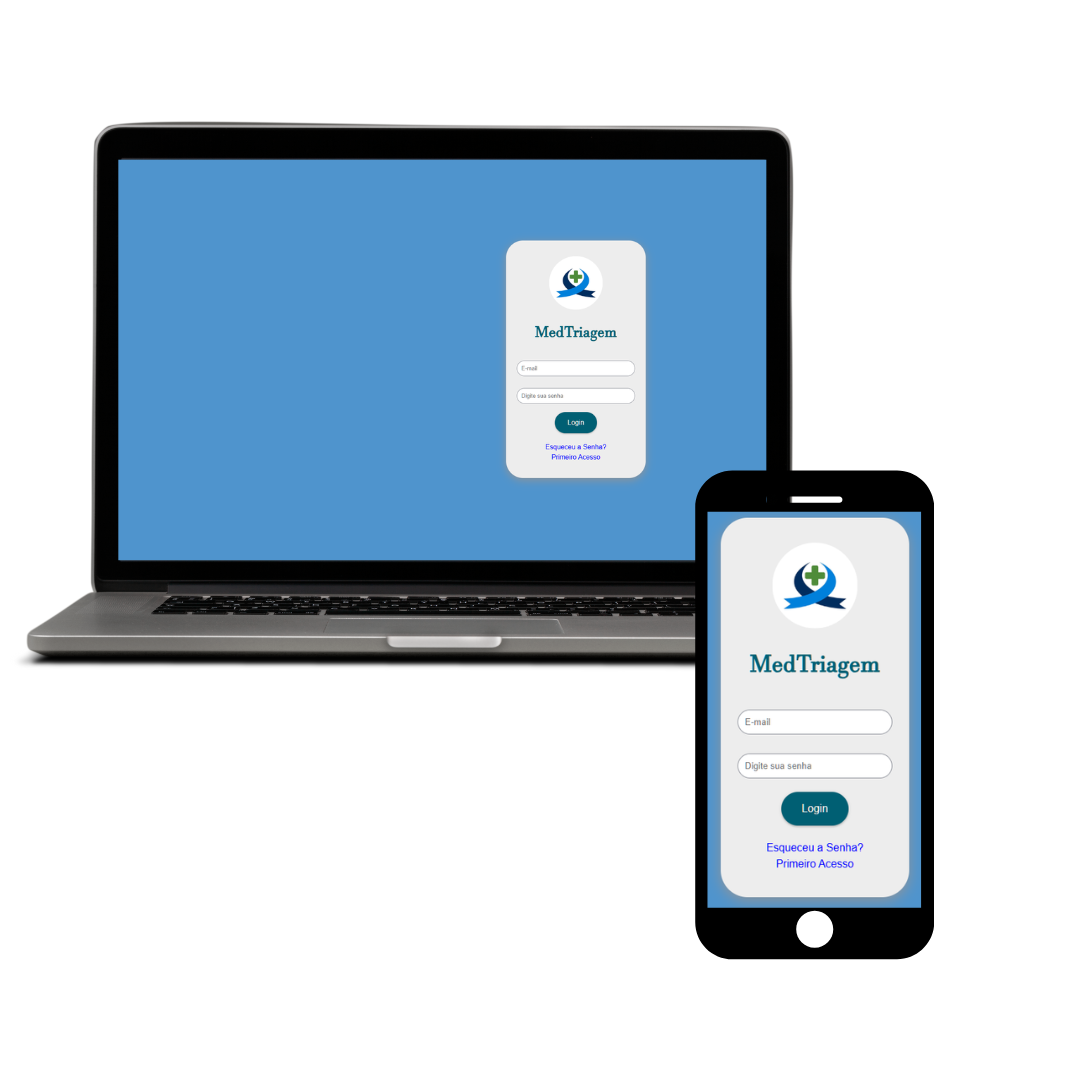 MedTriagem
E-mail
Digite sua senha
Login
Esqueceu a Senha?
Primeiro Acesso
MedTriagem
E-mail
Digite sua senha
Login
Esqueceu a Senha?
Primeiro Acesso